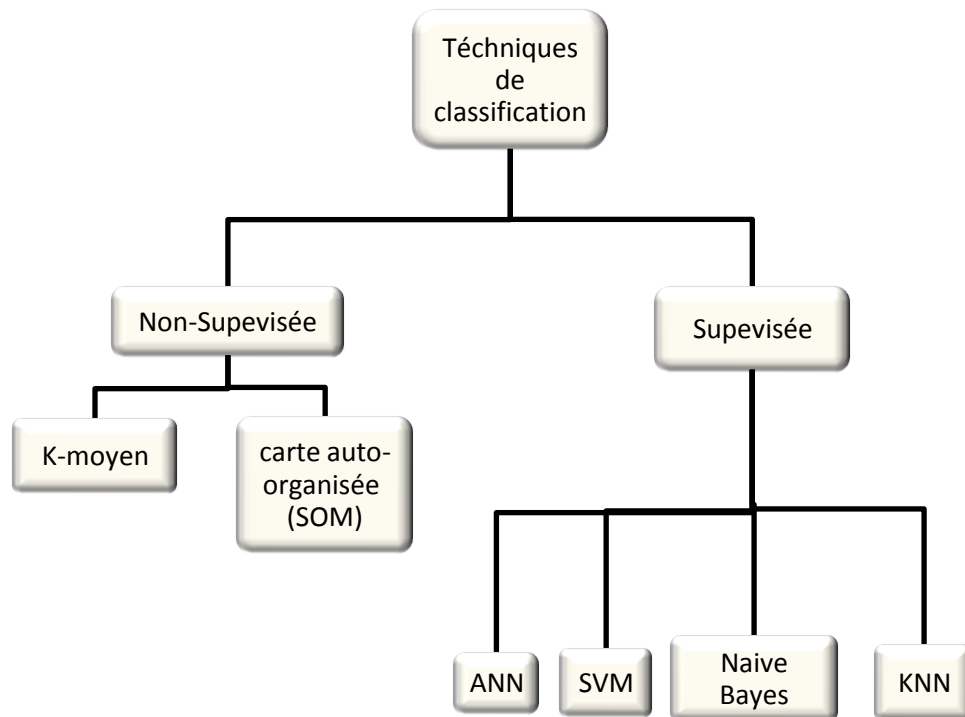 Téchniques
de
classification
Non-Supevisée
Supevisée
K-moyen
carte auto-
organisée
(SOM)
ANN
SVM
Naive
Bayes
KNN